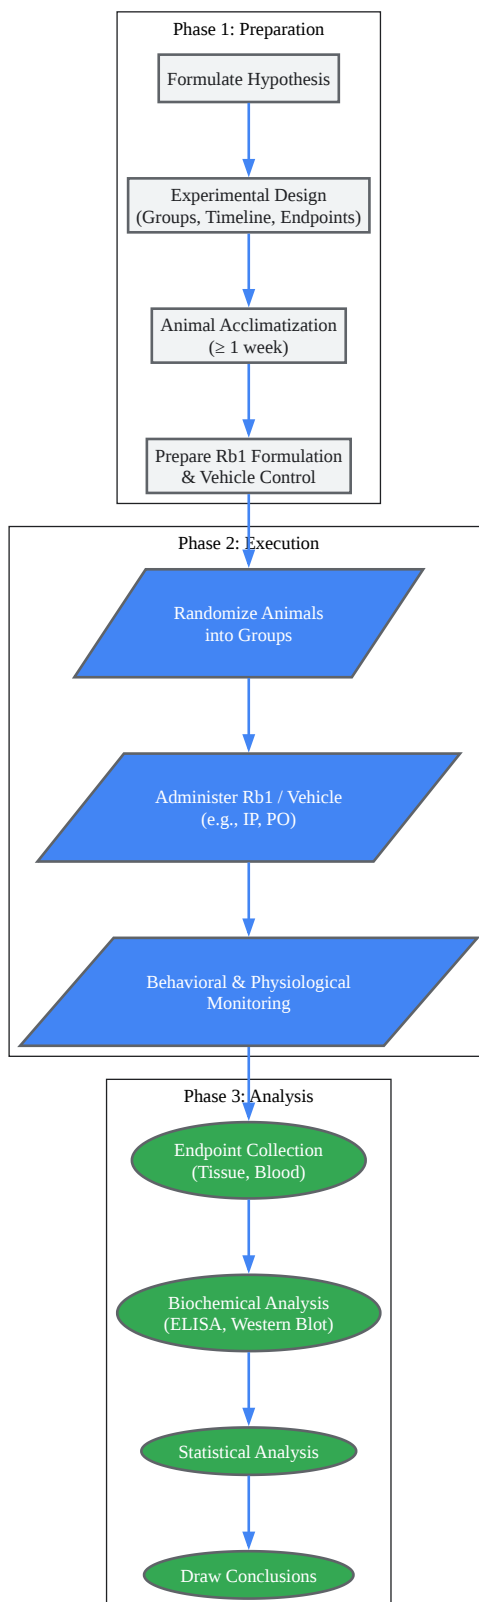 Phase 1: Preparation
Formulate Hypothesis
Experimental Design
(Groups, Timeline, Endpoints)
Animal Acclimatization
(≥ 1 week)
Prepare Rb1 Formulation
& Vehicle Control
Phase 2: Execution
Randomize Animals
into Groups
Administer Rb1 / Vehicle
(e.g., IP, PO)
Behavioral & Physiological
Monitoring
Phase 3: Analysis
Endpoint Collection
(Tissue, Blood)
Biochemical Analysis
(ELISA, Western Blot)
Statistical Analysis
Draw Conclusions